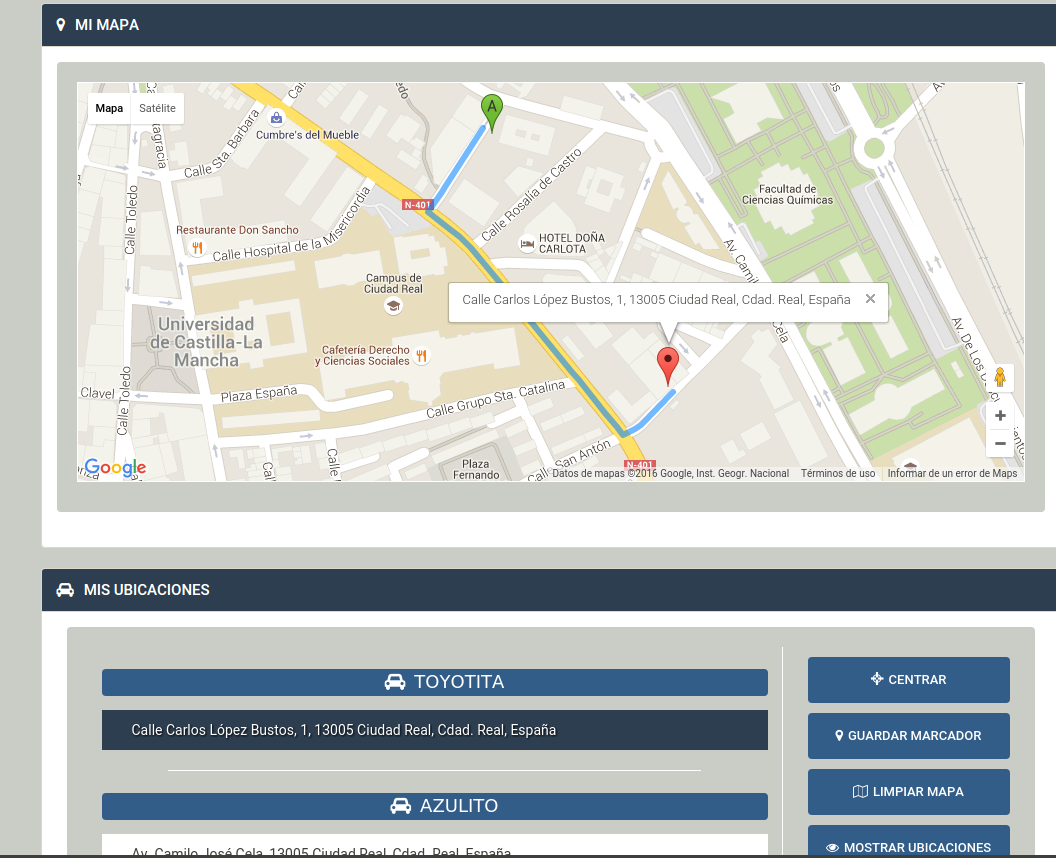 MI MAPA
Mapa
Satélite
Calle Sta. Barbara
Cumbre's del Mueble
A
Calle Toledo
N-401
Calle Rosalía de Castro
Facultad de
Ciencias Químicas
Restaurante Don Sancho
Calle Hospital de la Misericordia
HOTEL DOÑA
CARLOTA
Campus de
Ciudad Real
Calle Carlos López Bustos, 1, 13005 Ciudad Real, Cdad. Real, España
Universidad
de Castilla-La
Mancha
Cafetería Derecho
y Ciencias Sociales
Av. De Los
Clavel
Calle Toledo
Plaza España
Calle Grupo Sta. Catalina
Calle
Calle
Plaza
Fernando
Calle San Antón
N-401
Google
Datos de mapas ©2016 Google, Inst. Geogr. Nacional
Términos de uso
Informar de un error de Maps
MIS UBICACIONES
TOYOTITA
Calle Carlos López Bustos, 1, 13005 Ciudad Real, Cdad. Real, España
AZULITO
Av. Camilo José Cela, 13005 Ciudad Real, Cdad. Real, España
CENTRAR
GUARDAR MARCADOR
LIMPIAR MAPA
MOSTRAR UBICACIONES